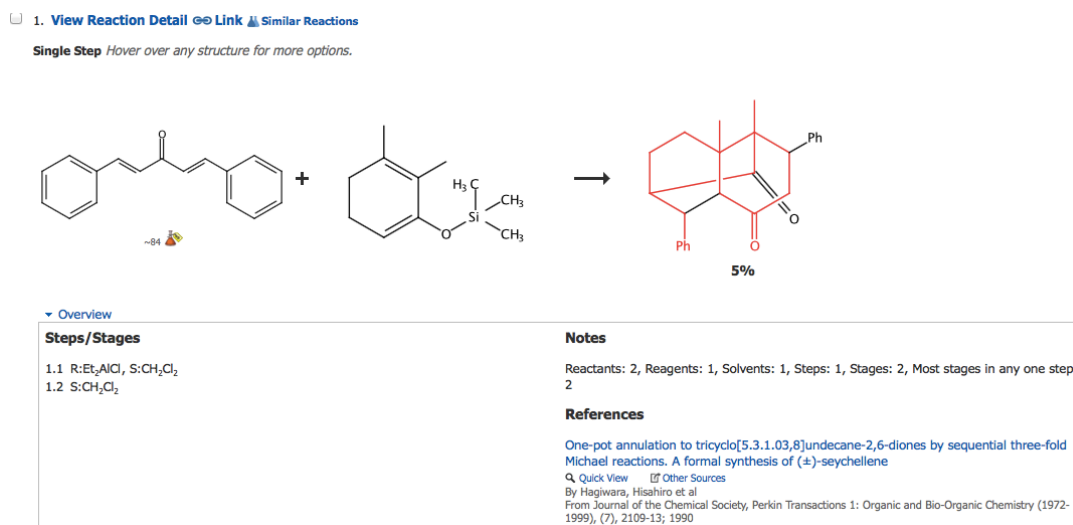 1. View Reaction Detail Link Similar Reactions
Single Step Hover over any structure for more options.
O
+
H3C
CH3
Si
CH3
O
~84
Ph
O
Ph
O
5%
Overview
Steps/Stages
1.1 R:Et2AlCl, S:CH2Cl2
1.2 S:CH2Cl2
Notes
Reactants: 2, Reagents: 1, Solvents: 1, Steps: 1, Stages: 2, Most stages in any one step
2
References
One-pot annulation to tricyclo[5.3.1.03,8]undecane-2,6-diones by sequential three-fold
Michael reactions. A formal synthesis of (±)-seychellene
Quick View Other Sources
By Hagiwara, Hisahiro et al
From Journal of the Chemical Society, Perkin Transactions 1: Organic and Bio-Organic Chemistry (1972-
1999), (7), 2109-13; 1990